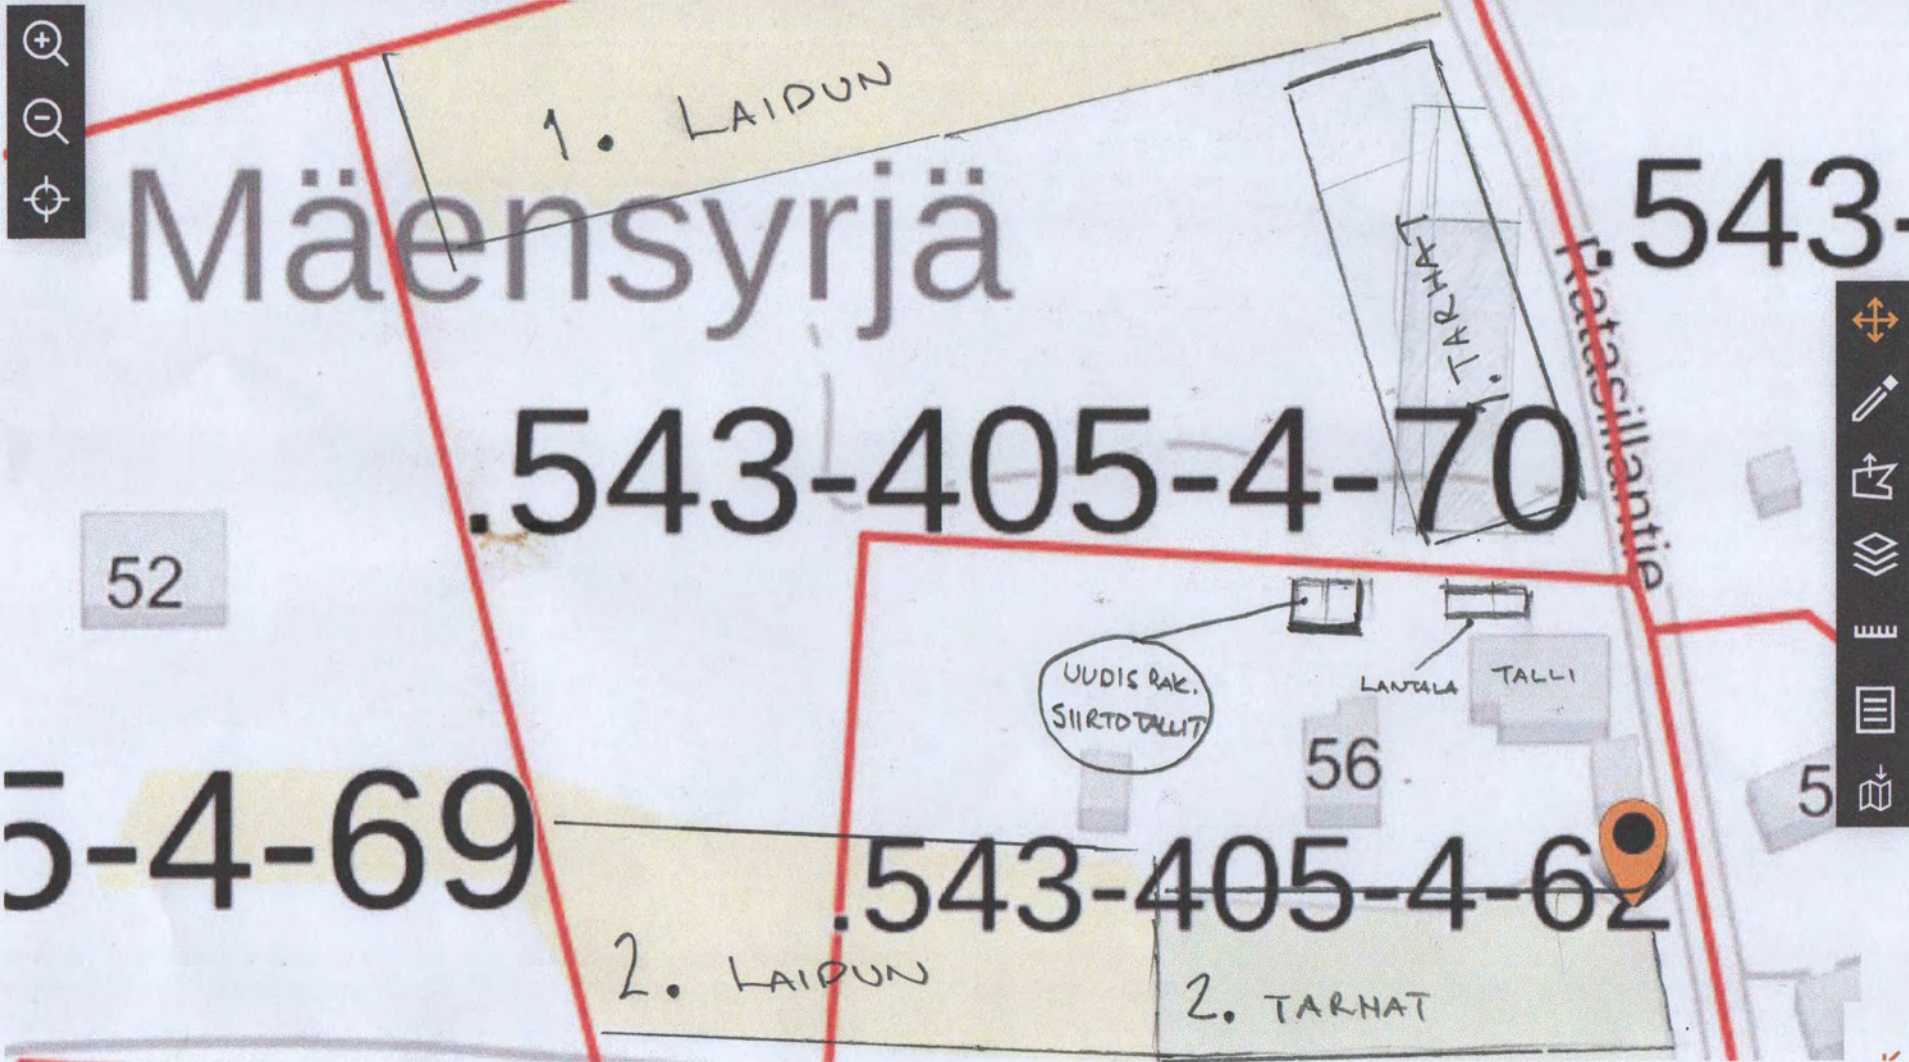 1. LAIDUN
Mäensyrjä
.543-
1. TARHAT
Ratasillantie
.543-405-4-70
52
UUDIS RAK.
SIIRTOTALLIT
LANTALA
TALLI
56
5
5-4-69
.543-405-4-62
2. LAIDUN
2. TARHAT